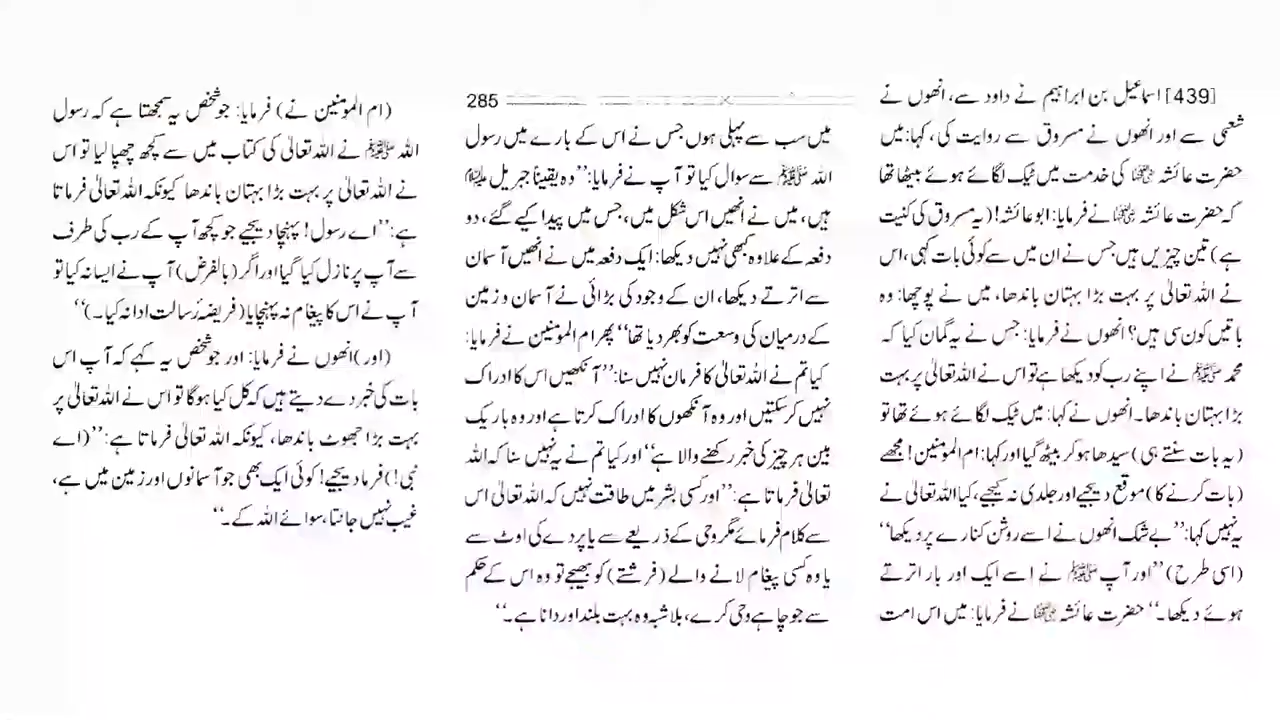 [439] اسماعیل بن ابراہیم نے داود سے، انھوں نے
شعبی سے اور انھوں نے مسروق سے روایت کی، کہا: میں
حضرت عائشہ رضی اللہ عنہا کی خدمت میں ٹیک لگائے ہوئے بیٹھا تھا
کہ حضرت عائشہ رضی اللہ عنہا نے فرمایا: ابو عائشہ! (یہ مسروق کی کنیت
ہے) تین چیزیں ہیں جس نے ان میں سے کوئی بات کہی، اس
نے اللہ تعالیٰ پر بہت بڑا بہتان باندھا، میں نے پوچھا: وہ
باتیں کون سی ہیں؟ انھوں نے فرمایا: جس نے یہ گمان کیا کہ
محمد ﷺ نے اپنے رب کو دیکھا ہے تو اس نے اللہ تعالیٰ پر بہت
بڑا بہتان باندھا۔ انھوں نے کہا: میں ٹیک لگائے ہوئے تھا تو
(یہ بات سنتے ہی) سیدھا ہو کر بیٹھ گیا اور کہا: ام المومنین! مجھے
(بات کرنے کا) موقع دیجیے اور جلدی نہ کیجیے، کیا اللہ تعالیٰ نے
یہ نہیں کہا: ”بے شک انھوں نے اسے روشن کنارے پر دیکھا“
(اسی طرح) ”اور آپ ﷺ نے اسے ایک اور بار اترتے
ہوئے دیکھا۔“ حضرت عائشہ رضی اللہ عنہا نے فرمایا: میں اس امت
285
میں سب سے پہلی ہوں جس نے اس کے بارے میں رسول
اللہ ﷺ سے سوال کیا تو آپ نے فرمایا: ”وہ یقیناً جبریل علیہ السلام
ہیں، میں نے انھیں اس شکل میں، جس میں پیدا کیے گئے، دو
دفعہ کے علاوہ کبھی نہیں دیکھا: ایک دفعہ میں نے انھیں آسمان
سے اترتے دیکھا، ان کے وجود کی بڑائی نے آسمان و زمین
کے درمیان کی وسعت کو بھر دیا تھا“ پھر ام المومنین نے فرمایا:
کیا تم نے اللہ تعالیٰ کا فرمان نہیں سنا: ”آنکھیں اس کا ادراک
نہیں کر سکتیں اور وہ آنکھوں کا ادراک کرتا ہے اور وہ باریک
بین ہر چیز کی خبر رکھنے والا ہے“ اور کیا تم نے یہ نہیں سنا کہ اللہ
تعالیٰ فرماتا ہے: ”اور کسی بشر میں طاقت نہیں کہ اللہ تعالیٰ اس
سے کلام فرمائے مگر وحی کے ذریعے سے یا پردے کی اوٹ سے
یا وہ کسی پیغام لانے والے (فرشتے) کو بھیجے تو وہ اس کے حکم
سے جو چاہے وحی کرے، بلاشبہ وہ بہت بلند اور دانا ہے۔“
(ام المومنین نے) فرمایا: جو شخص یہ سمجھتا ہے کہ رسول
اللہ ﷺ نے اللہ تعالیٰ کی کتاب میں سے کچھ چھپا لیا تو اس
نے اللہ تعالیٰ پر بہت بڑا بہتان باندھا کیونکہ اللہ تعالیٰ فرماتا
ہے: ”اے رسول! پہنچا دیجیے جو کچھ آپ کے رب کی طرف
سے آپ پر نازل کیا گیا اور اگر (بالفرض) آپ نے ایسا نہ کیا تو
آپ نے اس کا پیغام نہ پہنچایا (فریضۂ رسالت ادا نہ کیا۔)“
(اور) انھوں نے فرمایا: اور جو شخص یہ کہے کہ آپ اس
بات کی خبر دے دیتے ہیں کہ کل کیا ہوگا تو اس نے اللہ تعالیٰ پر
بہت بڑا جھوٹ باندھا، کیونکہ اللہ تعالیٰ فرماتا ہے: ”(اے
نبی!) فرما دیجیے! کوئی ایک بھی جو آسمانوں اور زمین میں ہے،
غیب نہیں جانتا، سوائے اللہ کے۔“